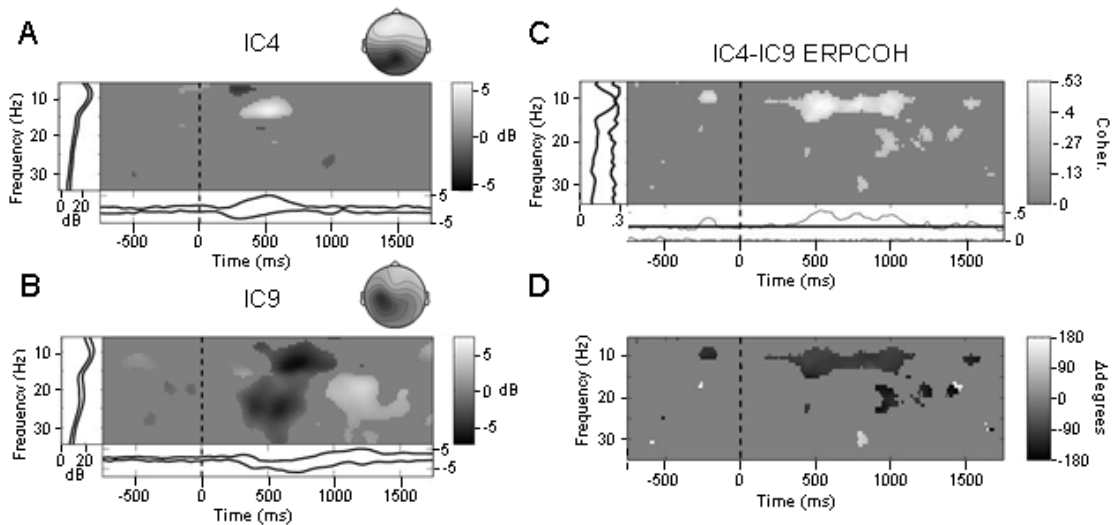 A
IC4
Frequency (Hz)
10
20
30
5
0
-5
dB
0 20
dB
5
-5
-500 0 500 1000 1500
Time (ms)
B
IC9
Frequency (Hz)
10
20
30
5
0
-5
dB
0 20
dB
5
-5
-500 0 500 1000 1500
Time (ms)
C
IC4-IC9 ERPCOH
Frequency (Hz)
10
20
30
.53
.4
.27
.13
0
Coher.
0 .3
.5
0
-500 0 500 1000 1500
Time (ms)
D
Frequency (Hz)
10
20
30
180
90
0
-90
-180
Δdegrees
-500 0 500 1000 1500
Time (ms)